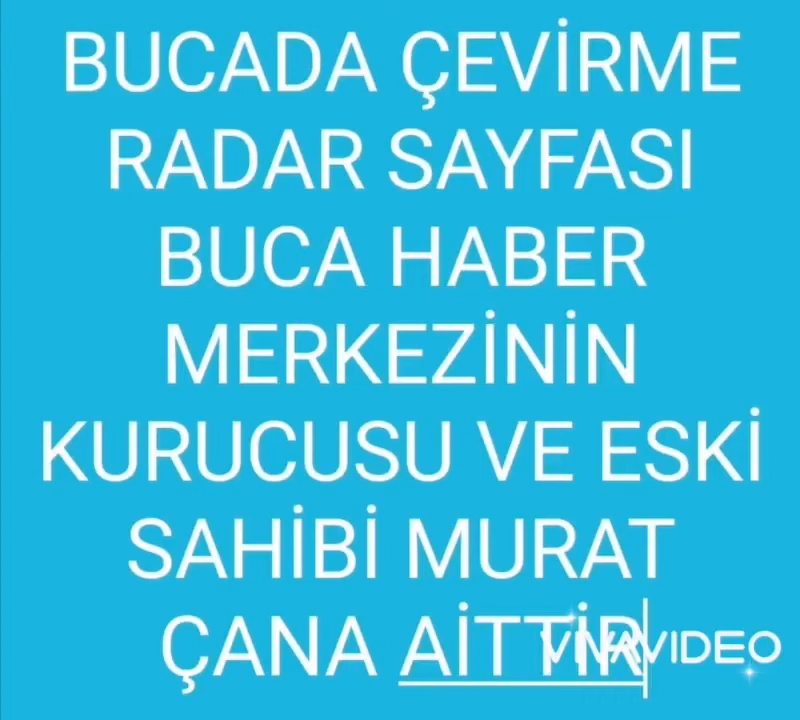 BUCADA ÇEVİRME
RADAR SAYFASI
BUCA HABER
MERKEZİNİN
KURUCUSU VE ESKİ
SAHİBİ MURAT
ÇANA AİTTİR
VIVAVIDEO